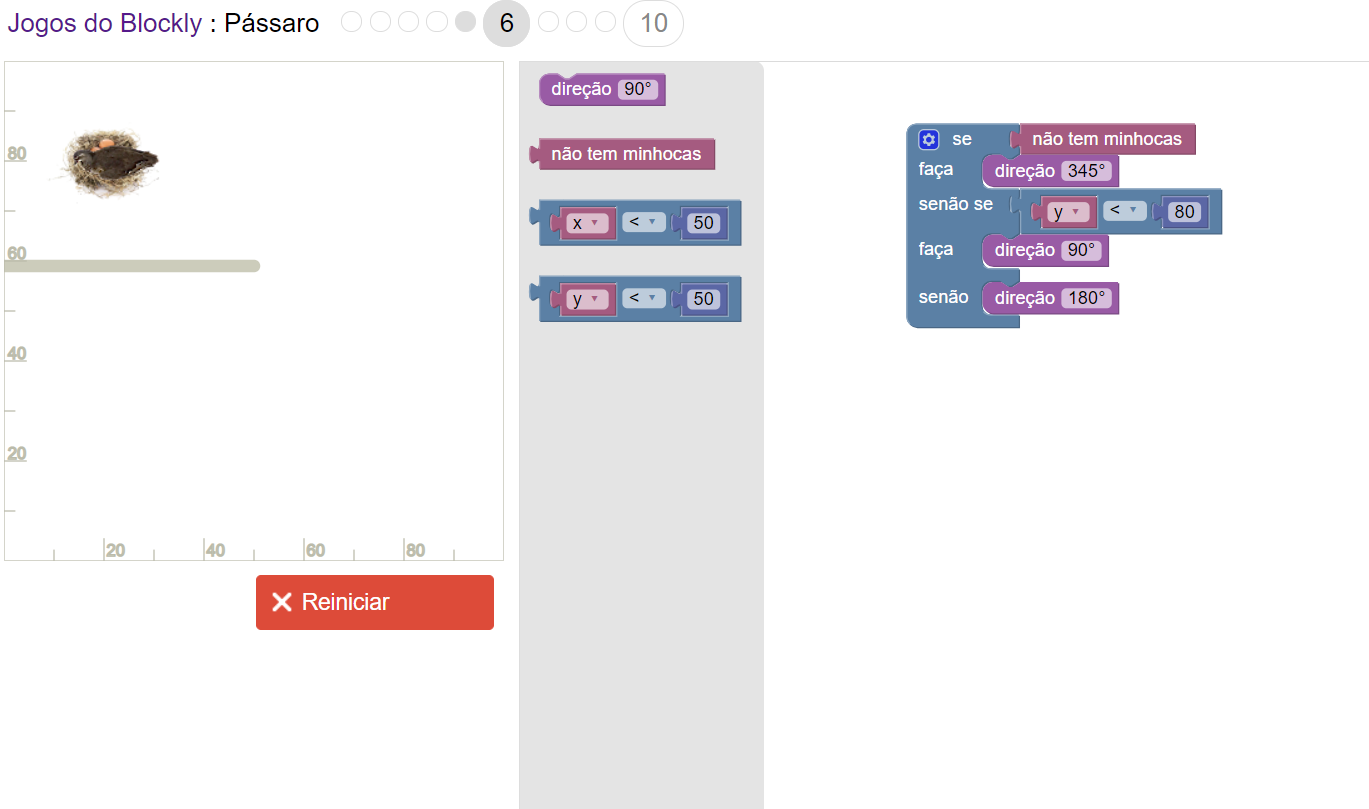 Jogos do Blockly : Pássaro 6 10
direção 90°
não tem minhocas
x < 50
y < 50
80
60
40
20
20 40 60 80
Reiniciar
se não tem minhocas
faça direção 345°
senão se y < 80
faça direção 90°
senão direção 180°